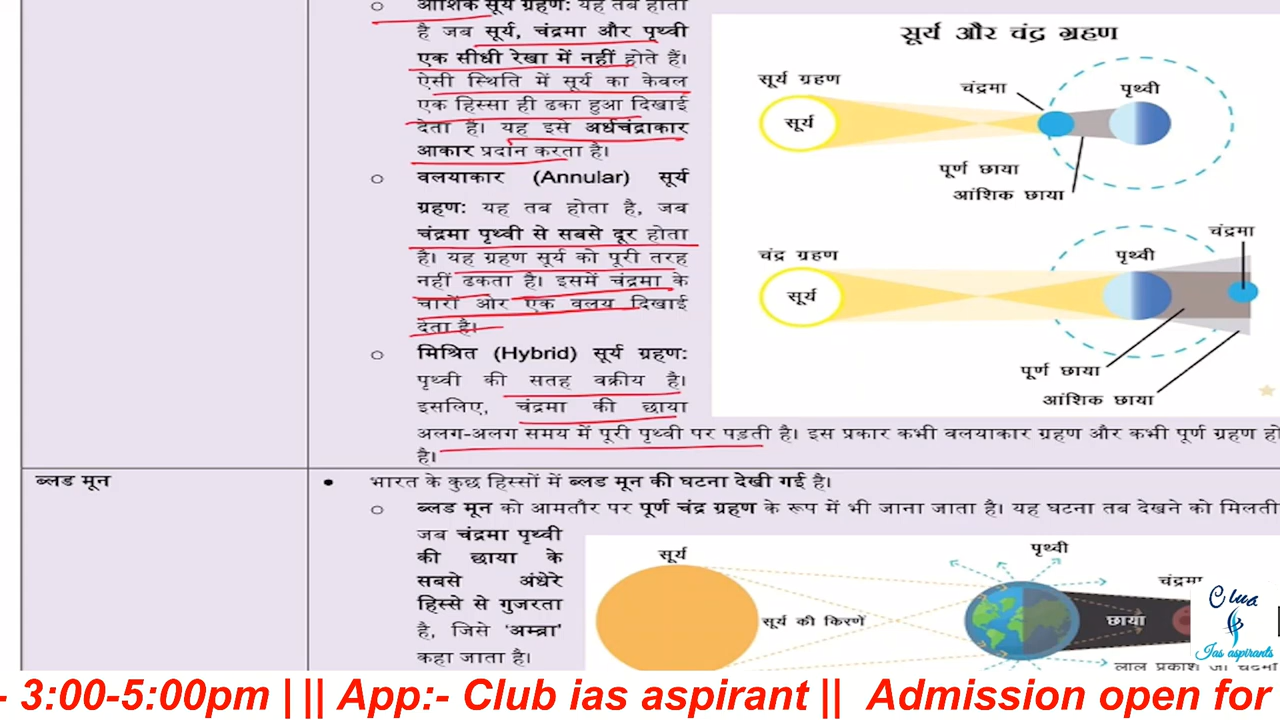 आंशिक सूर्य ग्रहण: यह तब होता
है जब सूर्य, चंद्रमा और पृथ्वी
एक सीधी रेखा में नहीं होते हैं।
ऐसी स्थिति में सूर्य का केवल
एक हिस्सा ही ढका हुआ दिखाई
देता है। यह इसे अर्धचंद्राकार
आकार प्रदान करता है।
वलयाकार (Annular) सूर्य
ग्रहण: यह तब होता है, जब
चंद्रमा पृथ्वी से सबसे दूर होता
है। यह ग्रहण सूर्य को पूरी तरह
नहीं ढकता है। इसमें चंद्रमा के
चारों ओर एक वलय दिखाई
देता है।
मिश्रित (Hybrid) सूर्य ग्रहण:
पृथ्वी की सतह वक्रीय है।
इसलिए, चंद्रमा की छाया
अलग-अलग समय में पूरी पृथ्वी पर पड़ती है। इस प्रकार कभी वलयाकार ग्रहण और कभी पूर्ण ग्रहण हो
है।
सूर्य और चंद्र ग्रहण
सूर्य ग्रहण
सूर्य
चंद्रमा
पृथ्वी
पूर्ण छाया
आंशिक छाया
चंद्र ग्रहण
सूर्य
पृथ्वी
चंद्रमा
पूर्ण छाया
आंशिक छाया
ब्लड मून
भारत के कुछ हिस्सों में ब्लड मून की घटना देखी गई है।
ब्लड मून को आमतौर पर पूर्ण चंद्र ग्रहण के रूप में भी जाना जाता है। यह घटना तब देखने को मिलती
जब चंद्रमा पृथ्वी
की छाया के
सबसे अंधेरे
हिस्से से गुजरता
है, जिसे 'अम्ब्रा'
कहा जाता है।
सूर्य
सूर्य की किरणें
पृथ्वी
चंद्रमा
छाया
लाल प्रकाश
Club
Ias aspirants
- 3:00-5:00pm | || App:- Club ias aspirant || Admission open for